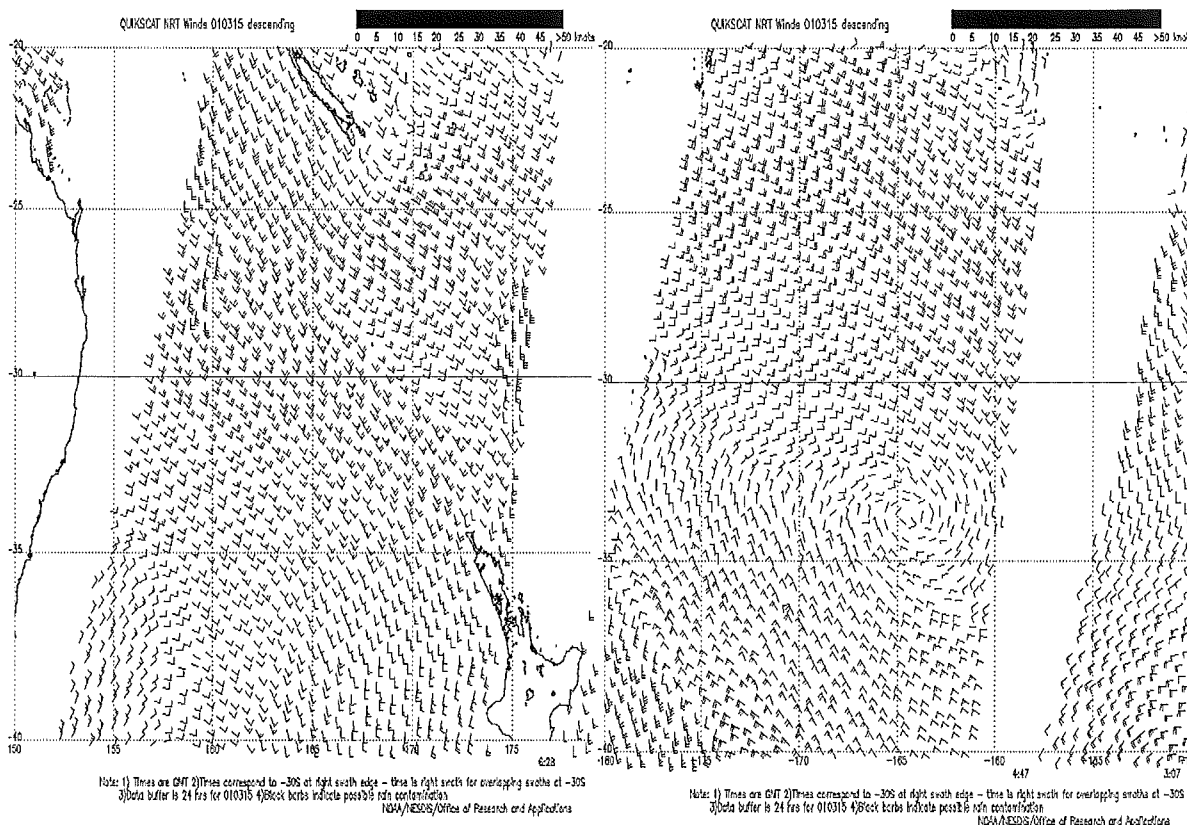 QUIKSCAT NRT Winds 010315 descending
0 5 10 15 20 25 30 35 40 45 >50 knots
-20
-25
-30
-35
-40
150 155 160 165 170 175
6:28
Note: 1) Times are GMT 2)Times correspond to -30S at right swath edge - time is right swath for overlapping swaths at -30S
3)Data buffer is 24 hrs for 010315 4)Black barbs indicate possible rain contamination
NOAA/NESDIS/Office of Research and Applications
QUIKSCAT NRT Winds 010315 descending
0 5 10 15 20 25 30 35 40 45 >50 knots
-20
-25
-30
-35
-40
-180 -175 -170 -165 -160
4:47 3:07
Note: 1) Times are GMT 2)Times correspond to -30S at right swath edge - time is right swath for overlapping swaths at -30S
3)Data buffer is 24 hrs for 010315 4)Black barbs indicate possible rain contamination
NOAA/NESDIS/Office of Research and Applications